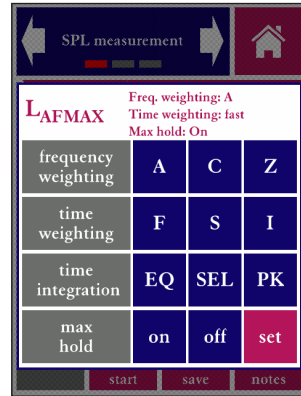 SPL measurement
LAFMAX
Freq. weighting: A
Time weighting: fast
Max hold: On
frequency weighting A C Z
time weighting F S I
time integration EQ SEL PK
max hold on off set
start save notes